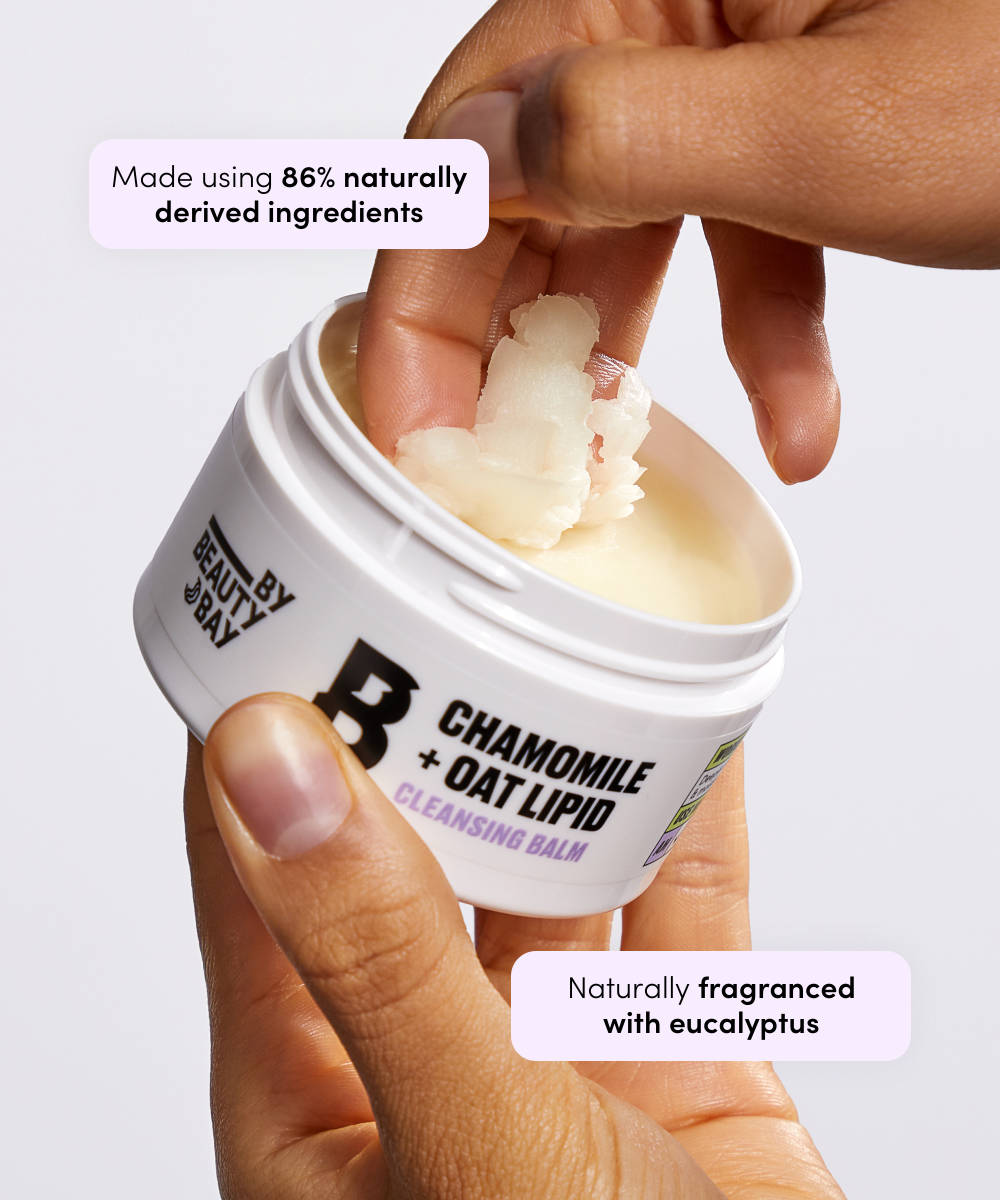 Made using 86% naturally
derived ingredients
BY
BEAUTY
BAY
B
CHAMOMILE
+ OAT LIPID
CLEANSING BALM
Naturally fragranced
with eucalyptus